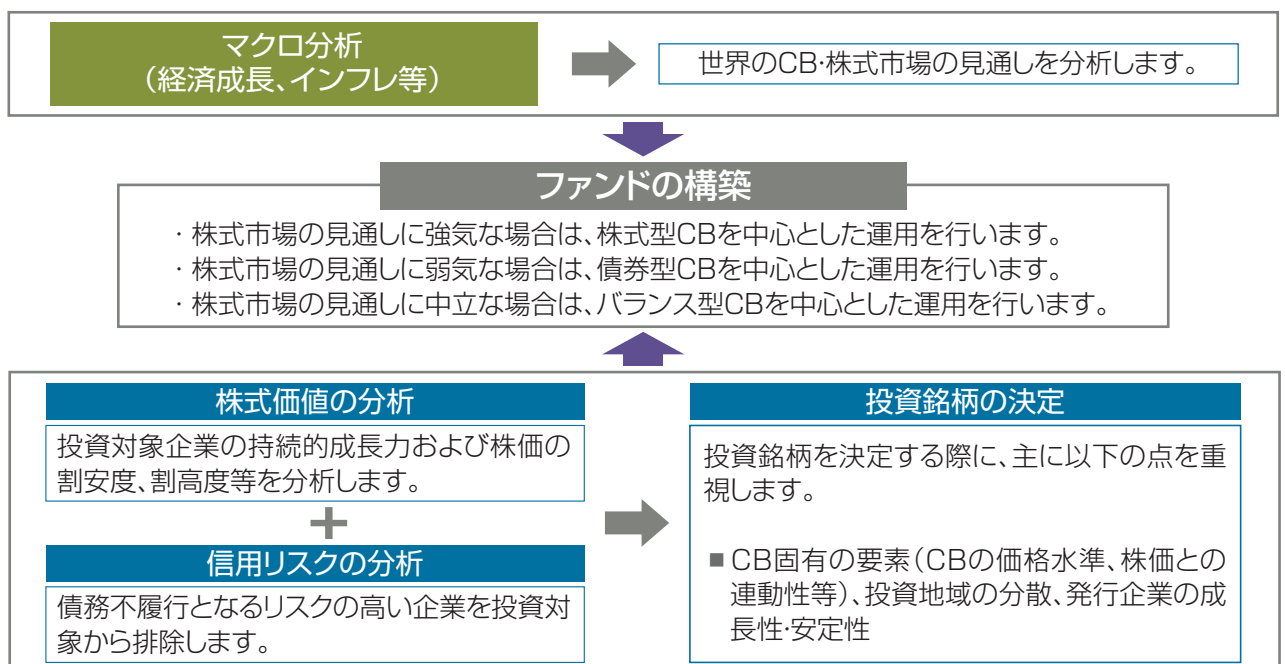 マクロ分析
（経済成長、インフレ等）
世界のCB・株式市場の見通しを分析します。
ファンドの構築
・株式市場の見通しに強気な場合は、株式型CBを中心とした運用を行います。
・株式市場の見通しに弱気な場合は、債券型CBを中心とした運用を行います。
・株式市場の見通しに中立な場合は、バランス型CBを中心とした運用を行います。
株式価値の分析
投資対象企業の持続的成長力および株価の
割安度、割高度等を分析します。
+
信用リスクの分析
債務不履行となるリスクの高い企業を投資対
象から排除します。
投資銘柄の決定
投資銘柄を決定する際に、主に以下の点を重
視します。
■CB固有の要素（CBの価格水準、株価との
連動性等）、投資地域の分散、発行企業の成
長性・安定性